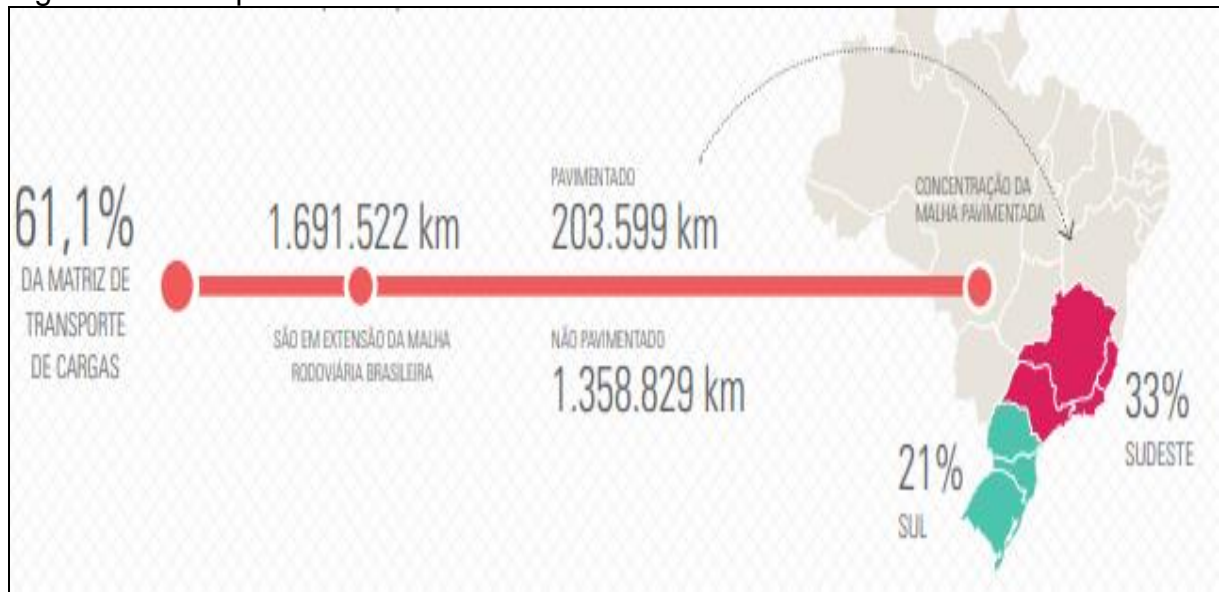 61,1%
DA MATRIZ DE
TRANSPORTE
DE CARGAS
1.691.522 km
SÃO EM EXTENSÃO DA MALHA
RODOVIÁRIA BRASILEIRA
PAVIMENTADO
203.599 km
NÃO PAVIMENTADO
1.358.829 km
CONCENTRAÇÃO DA
MALHA PAVIMENTADA
33%
SUDESTE
21%
SUL